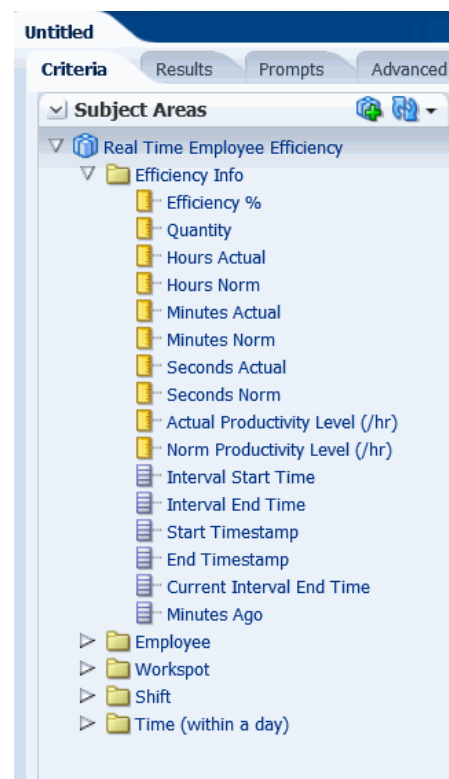 Untitled
Criteria Results Prompts Advanced
Subject Areas
Real Time Employee Efficiency
Efficiency Info
Efficiency %
Quantity
Hours Actual
Hours Norm
Minutes Actual
Minutes Norm
Seconds Actual
Seconds Norm
Actual Productivity Level (/hr)
Norm Productivity Level (/hr)
Interval Start Time
Interval End Time
Start Timestamp
End Timestamp
Current Interval End Time
Minutes Ago
Employee
Workspot
Shift
Time (within a day)